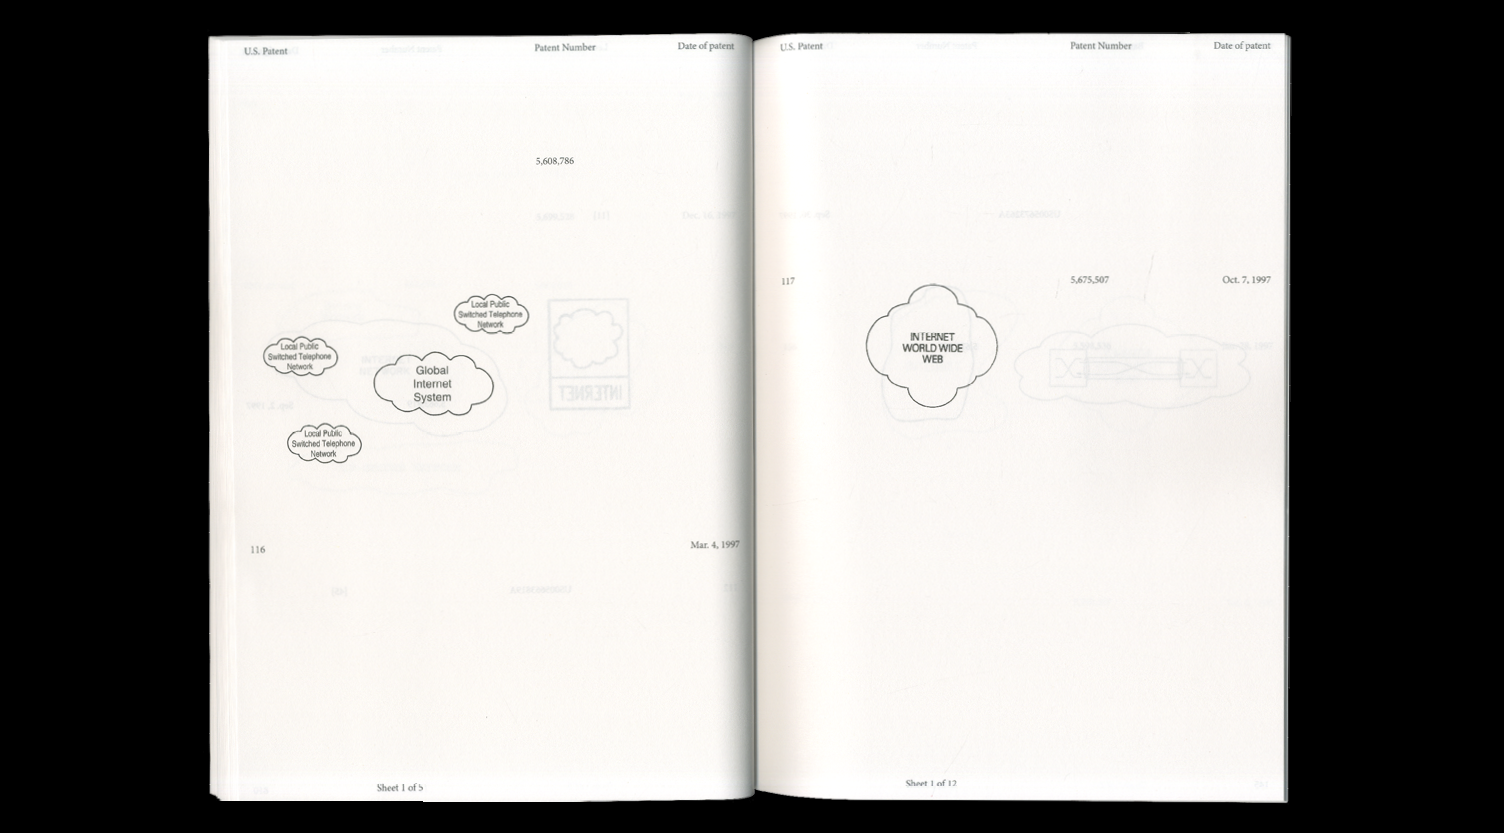 U.S. Patent
Patent Number
Date of patent
5,608,786
Local Public
Switched Telephone
Network
Local Public
Switched Telephone
Network
Global
Internet
System
Local Public
Switched Telephone
Network
116
Mar. 4, 1997
Sheet 1 of 5
U.S. Patent
Patent Number
Date of patent
117
5,675,507
Oct. 7, 1997
INTERNET
WORLD WIDE
WEB
Sheet 1 of 12